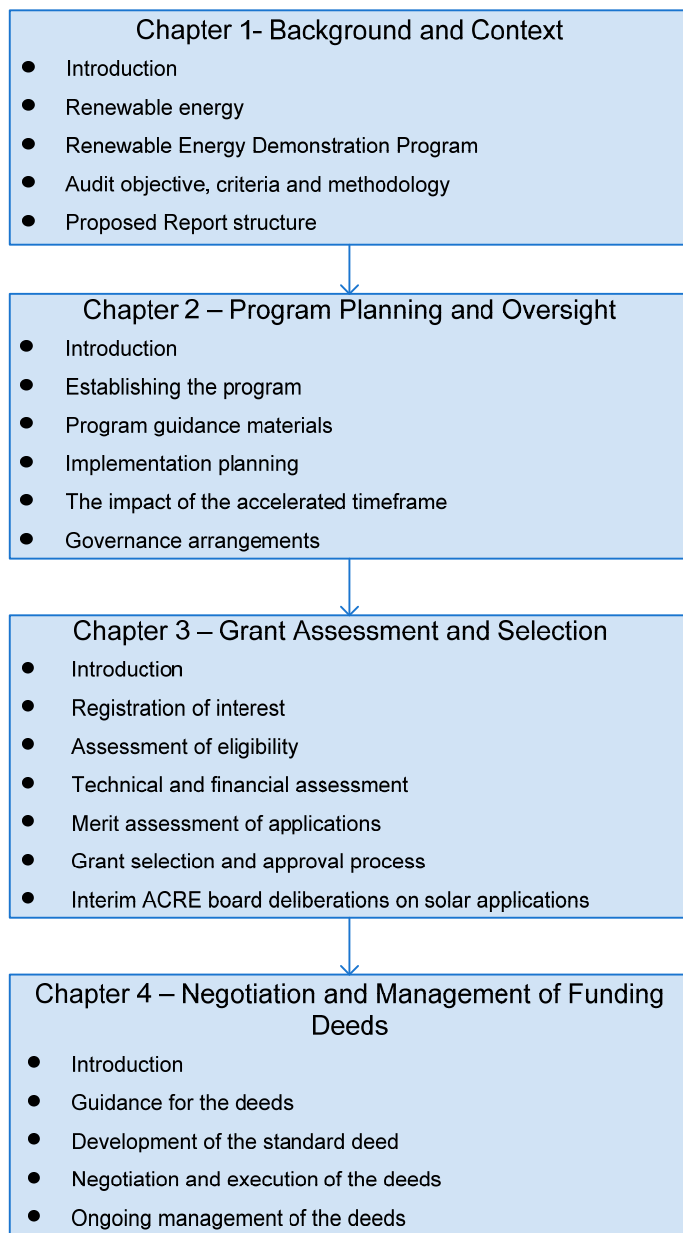 Chapter 1- Background and Context
● Introduction
● Renewable energy
● Renewable Energy Demonstration Program
● Audit objective, criteria and methodology
● Proposed Report structure
Chapter 2 – Program Planning and Oversight
● Introduction
● Establishing the program
● Program guidance materials
● Implementation planning
● The impact of the accelerated timeframe
● Governance arrangements
Chapter 3 – Grant Assessment and Selection
● Introduction
● Registration of interest
● Assessment of eligibility
● Technical and financial assessment
● Merit assessment of applications
● Grant selection and approval process
● Interim ACRE board deliberations on solar applications
Chapter 4 – Negotiation and Management of Funding
Deeds
● Introduction
● Guidance for the deeds
● Development of the standard deed
● Negotiation and execution of the deeds
● Ongoing management of the deeds